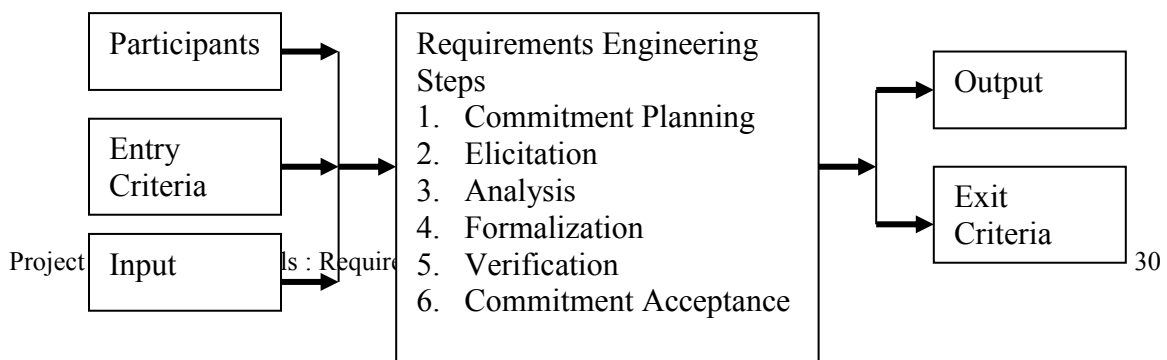 Participants
Entry
Criteria
Input
Requirements Engineering
Steps
1. Commitment Planning
2. Elicitation
3. Analysis
4. Formalization
5. Verification
6. Commitment Acceptance
Output
Exit
Criteria
Project ls : Require 30